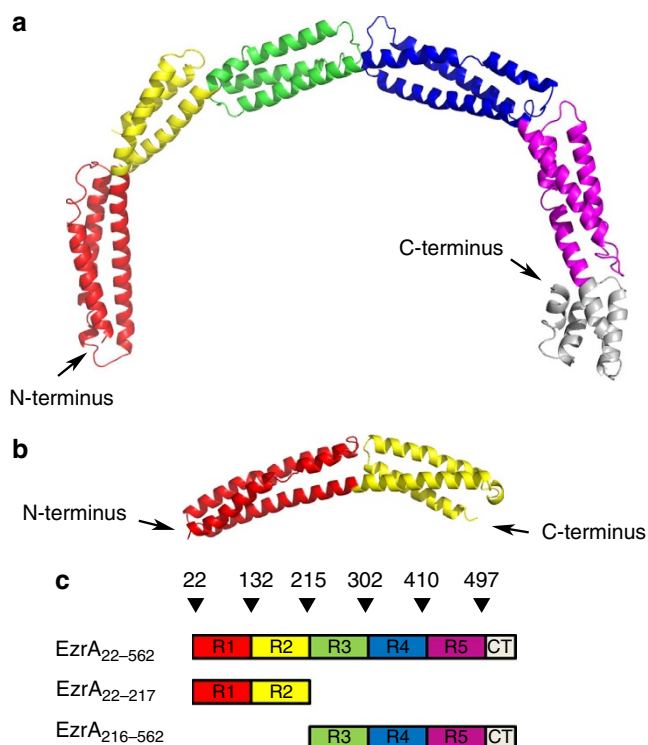 a
C-terminus
N-terminus
b
N-terminus
C-terminus
c
22 132 215 302 410 497
EzrA22–562 R1 R2 R3 R4 R5 CT
EzrA22–217 R1 R2
EzrA216–562 R3 R4 R5 CT